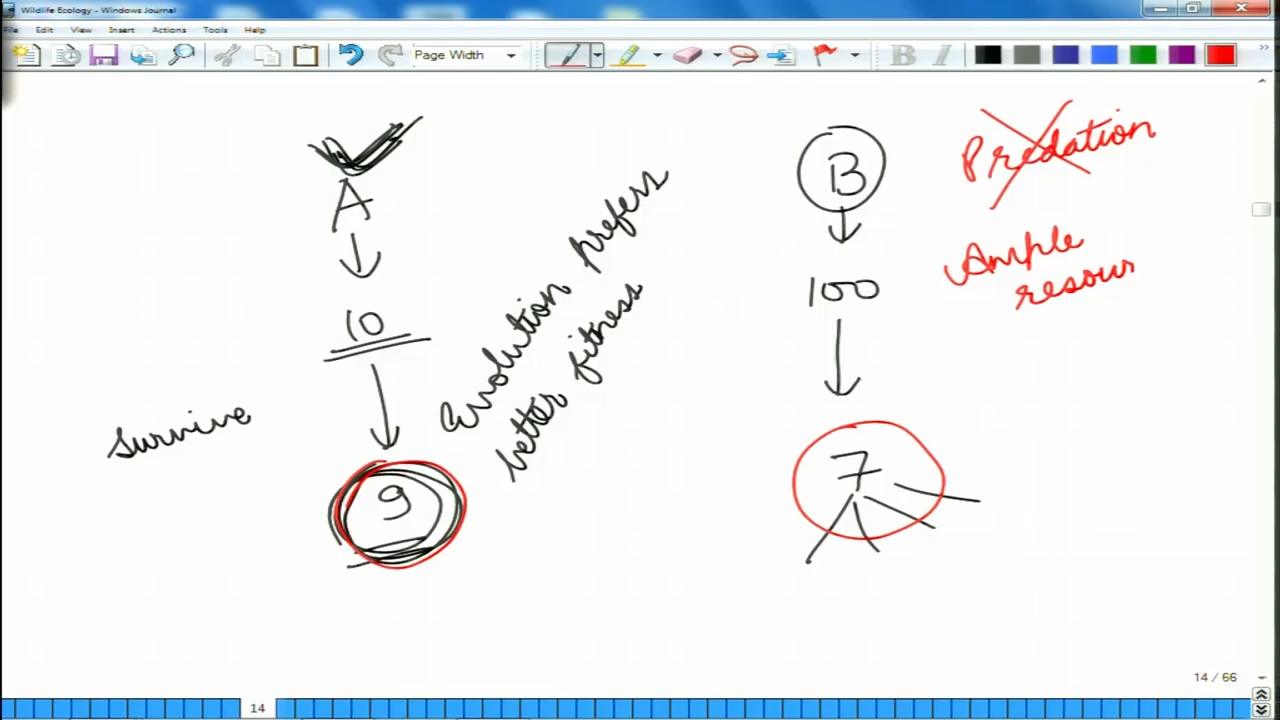 Wildlife Ecology - Windows Journal
File Edit View Insert Actions Tools Help
Page Width
A
10
9
survive
Evolution prefers
better fitness
B
100
7
Predation
Ample
resour
14 / 66
14